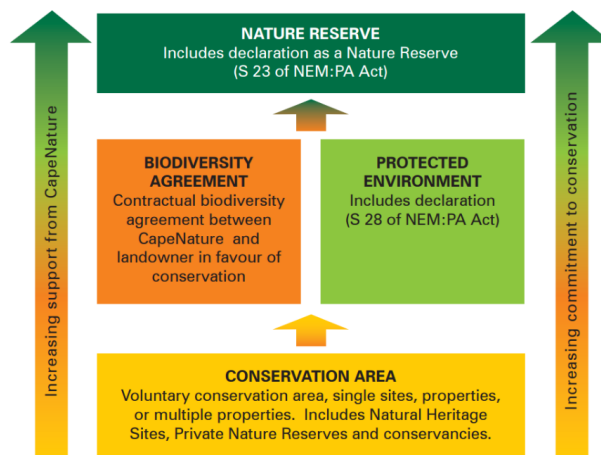 NATURE RESERVE
Includes declaration as a Nature Reserve
(S 23 of NEM:PA Act)
Increasing support from CapeNature
BIODIVERSITY
AGREEMENT
Contractual biodiversity
agreement between
CapeNature and
landowner in favour of
conservation
PROTECTED
ENVIRONMENT
Includes declaration
(S 28 of NEM:PA Act)
Increasing commitment to conservation
CONSERVATION AREA
Voluntary conservation area, single sites, properties,
or multiple properties. Includes Natural Heritage
Sites, Private Nature Reserves and conservancies.